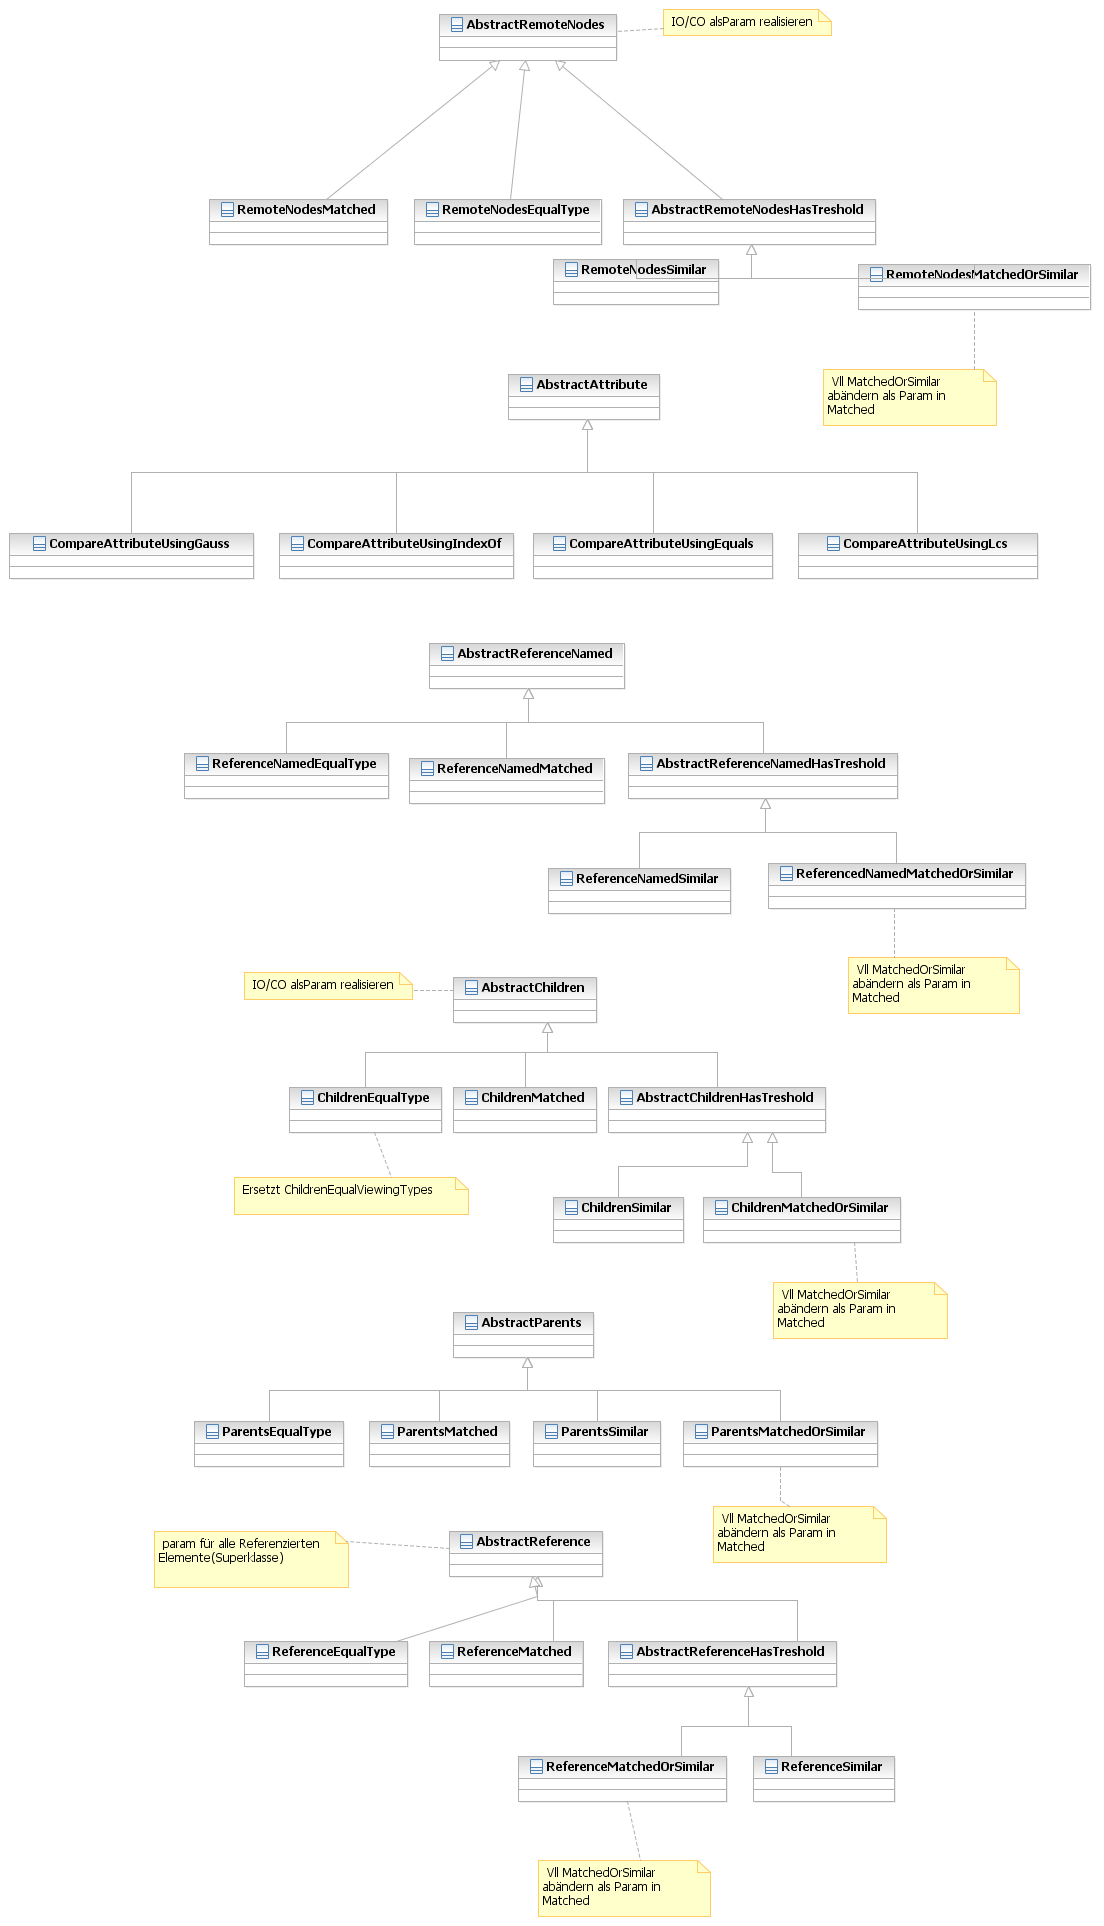 AbstractRemoteNodes
IO/CO alsParam realisieren
RemoteNodesMatched
RemoteNodesEqualType
AbstractRemoteNodesHasTreshold
RemoteNodesSimilar
RemoteNodesMatchedOrSimilar
Vll MatchedOrSimilar
abändern als Param in
Matched
AbstractAttribute
CompareAttributeUsingGauss
CompareAttributeUsingIndexOf
CompareAttributeUsingEquals
CompareAttributeUsingLcs
AbstractReferenceNamed
ReferenceNamedEqualType
ReferenceNamedMatched
AbstractReferenceNamedHasTreshold
ReferenceNamedSimilar
ReferencedNamedMatchedOrSimilar
Vll MatchedOrSimilar
abändern als Param in
Matched
IO/CO alsParam realisieren
AbstractChildren
ChildrenEqualType
ChildrenMatched
AbstractChildrenHasTreshold
Ersetzt ChildrenEqualViewingTypes
ChildrenSimilar
ChildrenMatchedOrSimilar
Vll MatchedOrSimilar
abändern als Param in
Matched
AbstractParents
ParentsEqualType
ParentsMatched
ParentsSimilar
ParentsMatchedOrSimilar
Vll MatchedOrSimilar
abändern als Param in
Matched
param für alle Referenzierten
Elemente(Superklasse)
AbstractReference
ReferenceEqualType
ReferenceMatched
AbstractReferenceHasTreshold
ReferenceMatchedOrSimilar
ReferenceSimilar
Vll MatchedOrSimilar
abändern als Param in
Matched